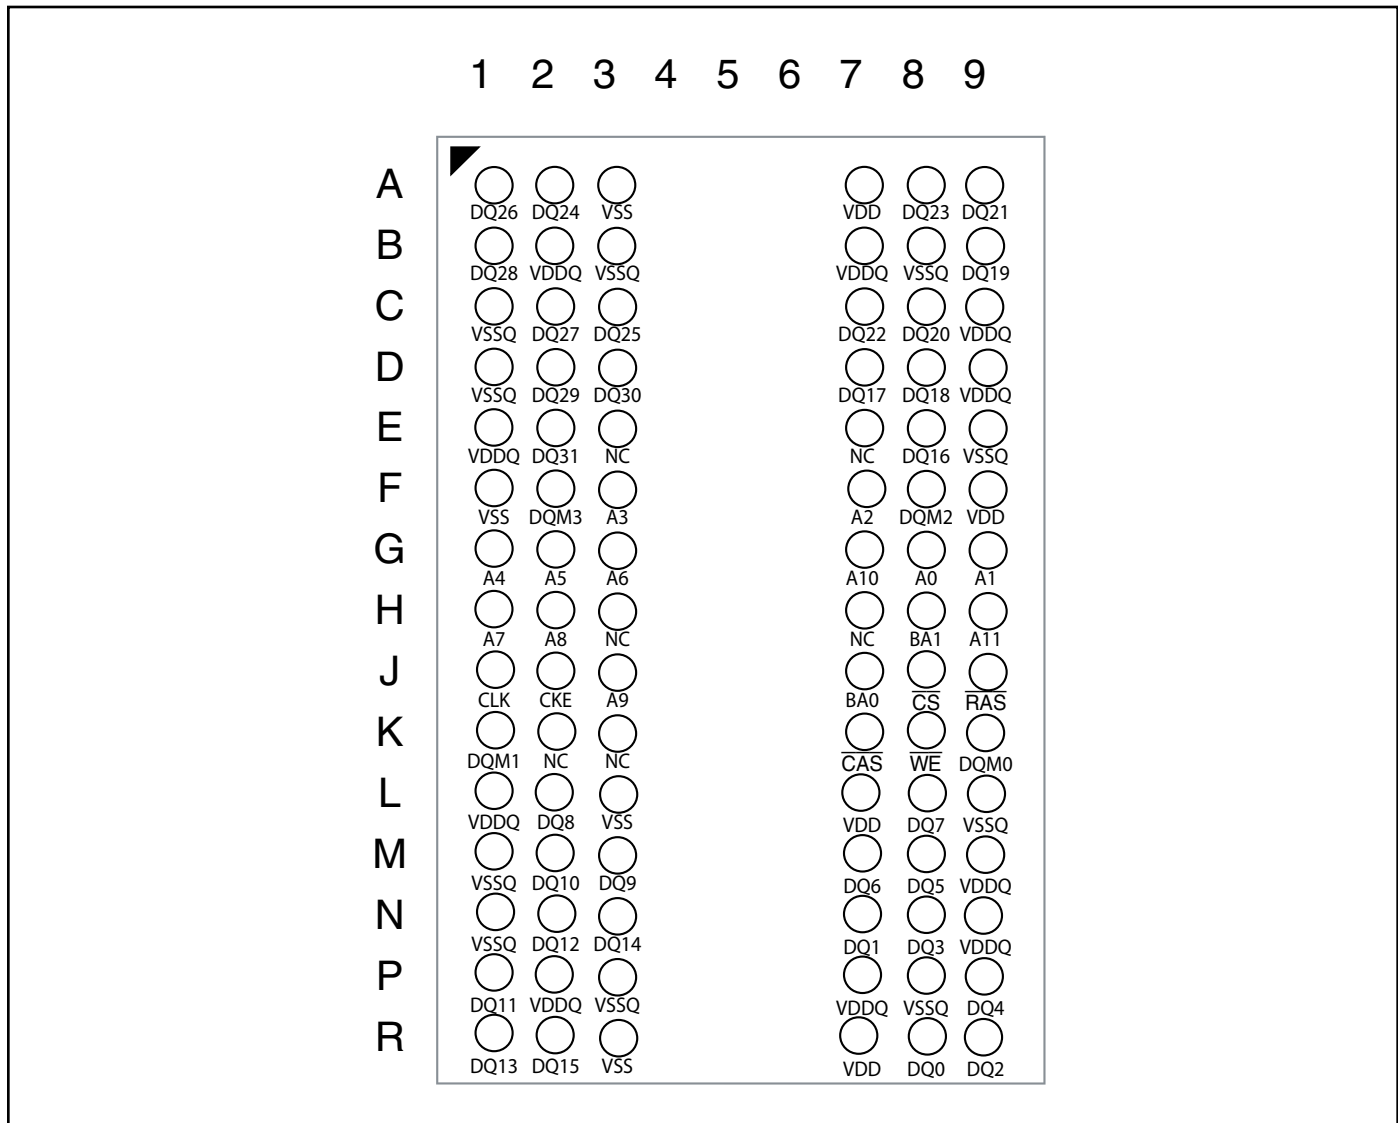 1 2 3 4 5 6 7 8 9
A
DQ26 DQ24 VSS VDD DQ23 DQ21
B
DQ28 VDDQ VSSQ VDDQ VSSQ DQ19
C
VSSQ DQ27 DQ25 DQ22 DQ20 VDDQ
D
VSSQ DQ29 DQ30 DQ17 DQ18 VDDQ
E
VDDQ DQ31 NC NC DQ16 VSSQ
F
VSS DQM3 A3 A2 DQM2 VDD
G
A4 A5 A6 A10 A0 A1
H
A7 A8 NC NC BA1 A11
J
CLK CKE A9 BA0 C̅S̅ R̅A̅S̅
K
DQM1 NC NC C̅A̅S̅ W̅E̅ DQM0
L
VDDQ DQ8 VSS VDD DQ7 VSSQ
M
VSSQ DQ10 DQ9 DQ6 DQ5 VDDQ
N
VSSQ DQ12 DQ14 DQ1 DQ3 VDDQ
P
DQ11 VDDQ VSSQ VDDQ VSSQ DQ4
R
DQ13 DQ15 VSS VDD DQ0 DQ2